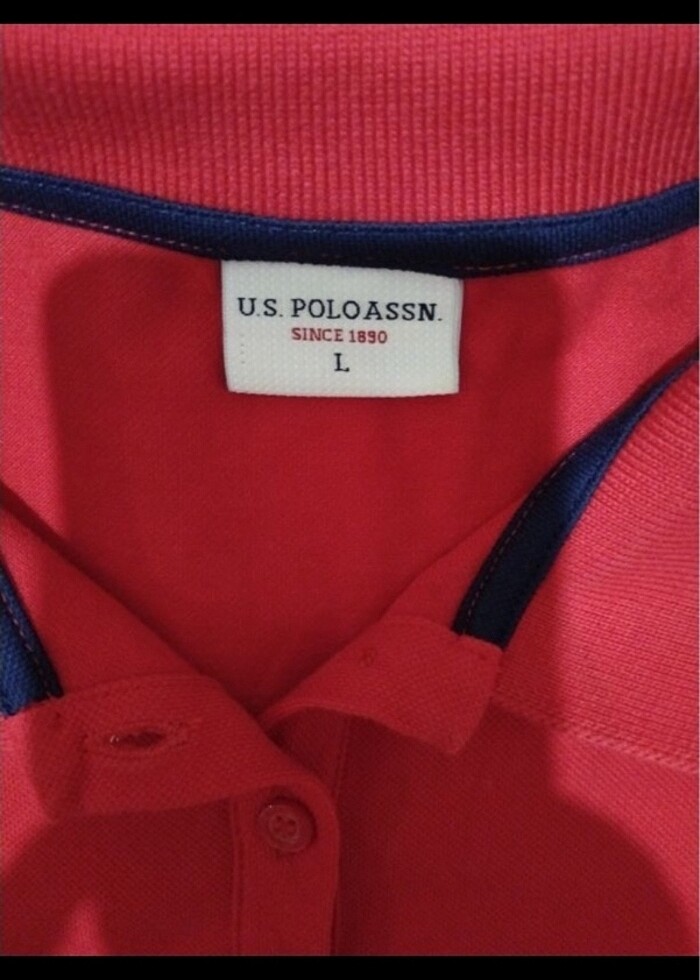 U.S. POLO ASSN.
SINCE 1890
L